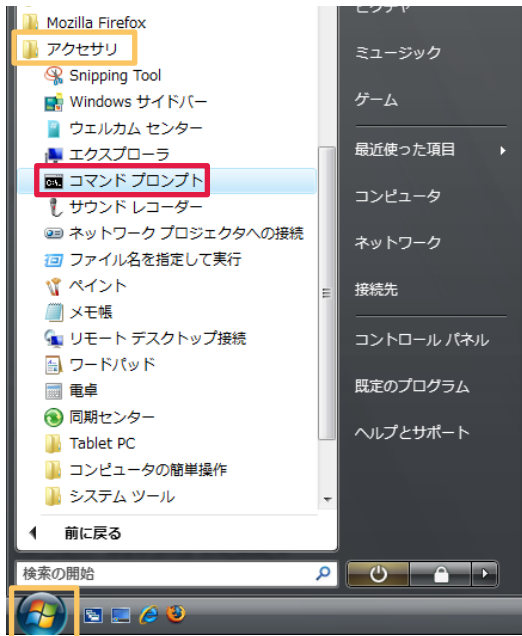 Mozilla Firefox
アクセサリ
Snipping Tool
Windows サイドバー
ウェルカム センター
エクスプローラ
コマンド プロンプト
サウンド レコーダー
ネットワーク プロジェクタへの接続
ファイル名を指定して実行
ペイント
メモ帳
リモート デスクトップ接続
ワードパッド
電卓
同期センター
Tablet PC
コンピュータの簡単操作
システム ツール
前に戻る
検索の開始
ピクチャ
ミュージック
ゲーム
最近使った項目
コンピュータ
ネットワーク
接続先
コントロール パネル
既定のプログラム
ヘルプとサポート